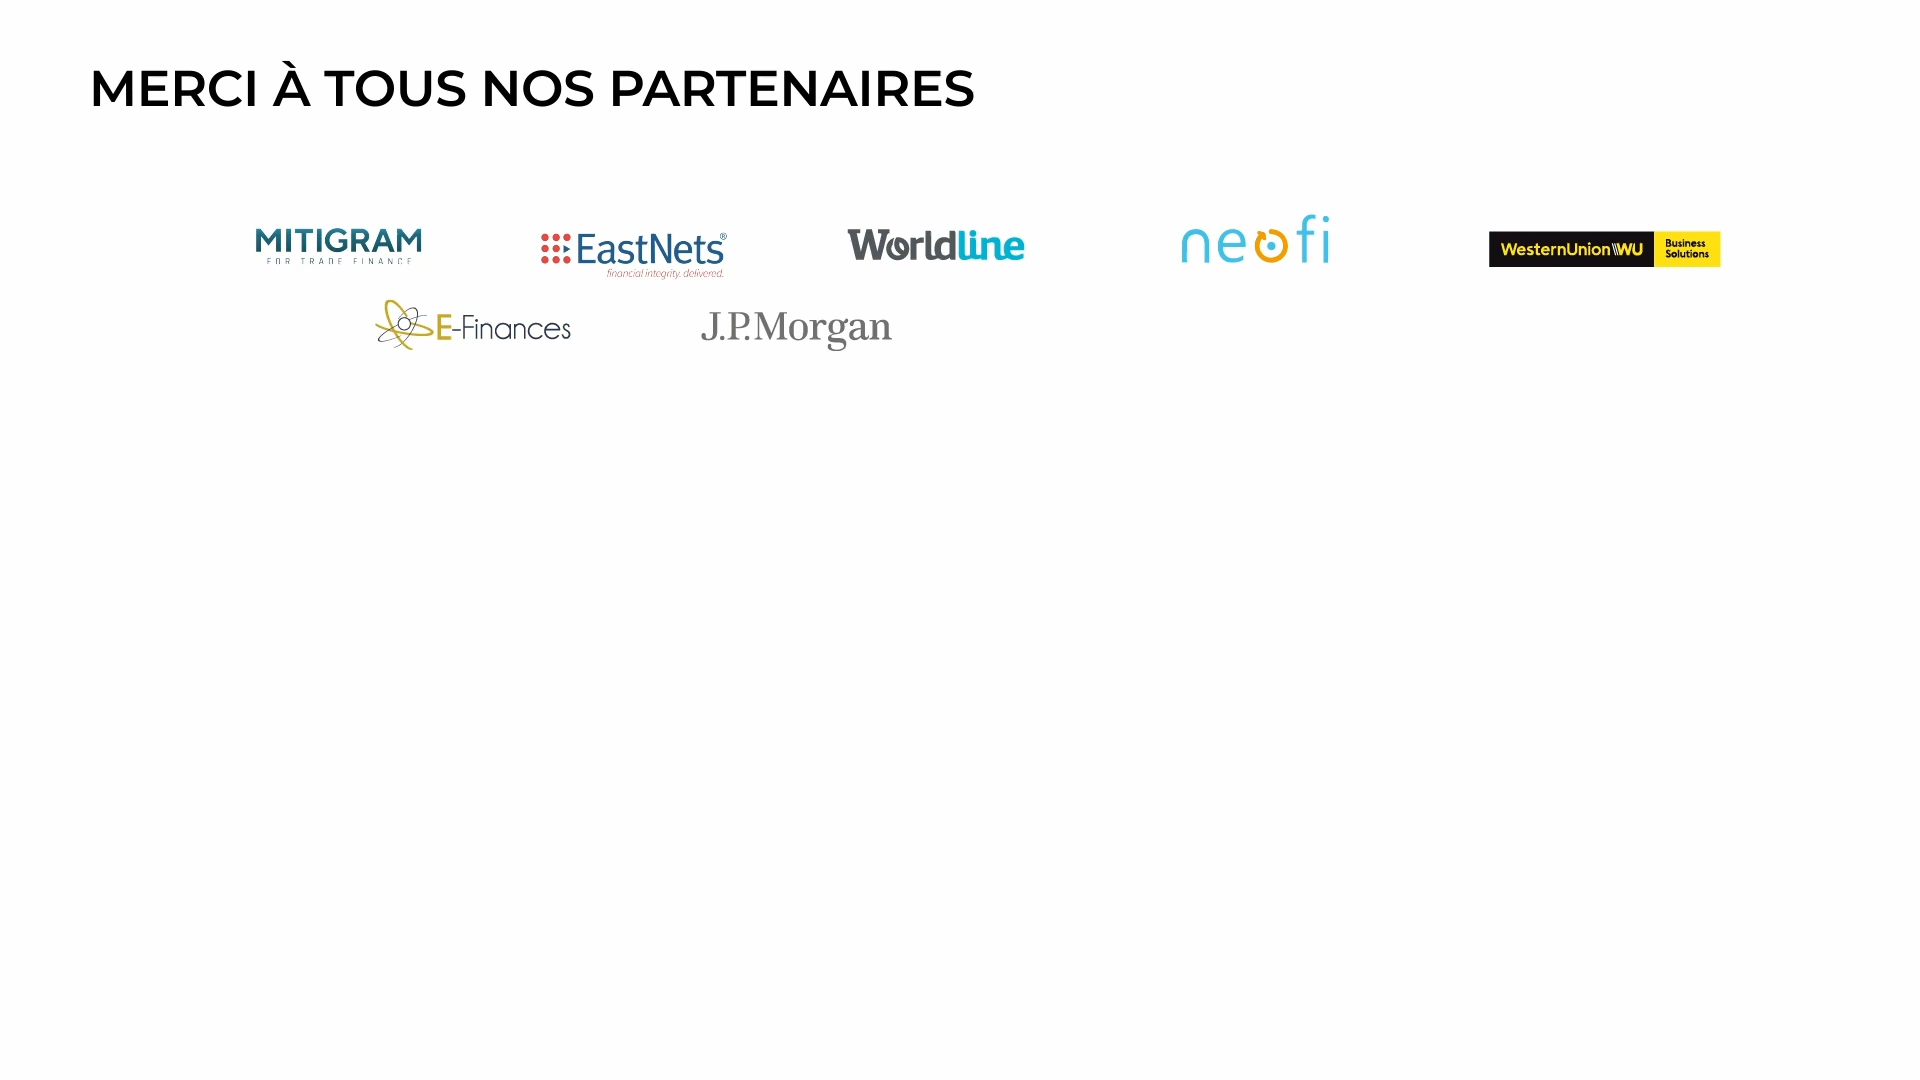 MERCI À TOUS NOS PARTENAIRES
MITIGRAM
FOR TRADE FINANCE
EastNets®
financial integrity. delivered.
Worldline
neofi
WesternUnion WU
Business
Solutions
E-Finances
J.P.Morgan